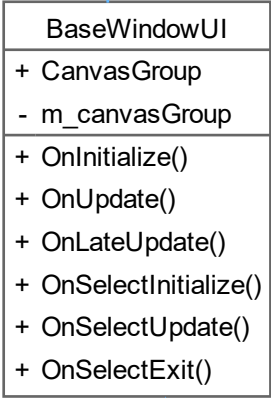 BaseWindowUI
+ CanvasGroup
- m_canvasGroup
+ OnInitialize()
+ OnUpdate()
+ OnLateUpdate()
+ OnSelectInitialize()
+ OnSelectUpdate()
+ OnSelectExit()